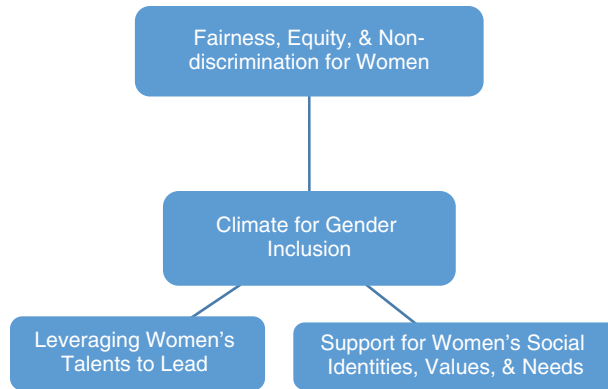 Fairness, Equity, & Non-
discrimination for Women
Climate for Gender
Inclusion
Leveraging Women’s
Talents to Lead
Support for Women’s Social
Identities, Values, & Needs